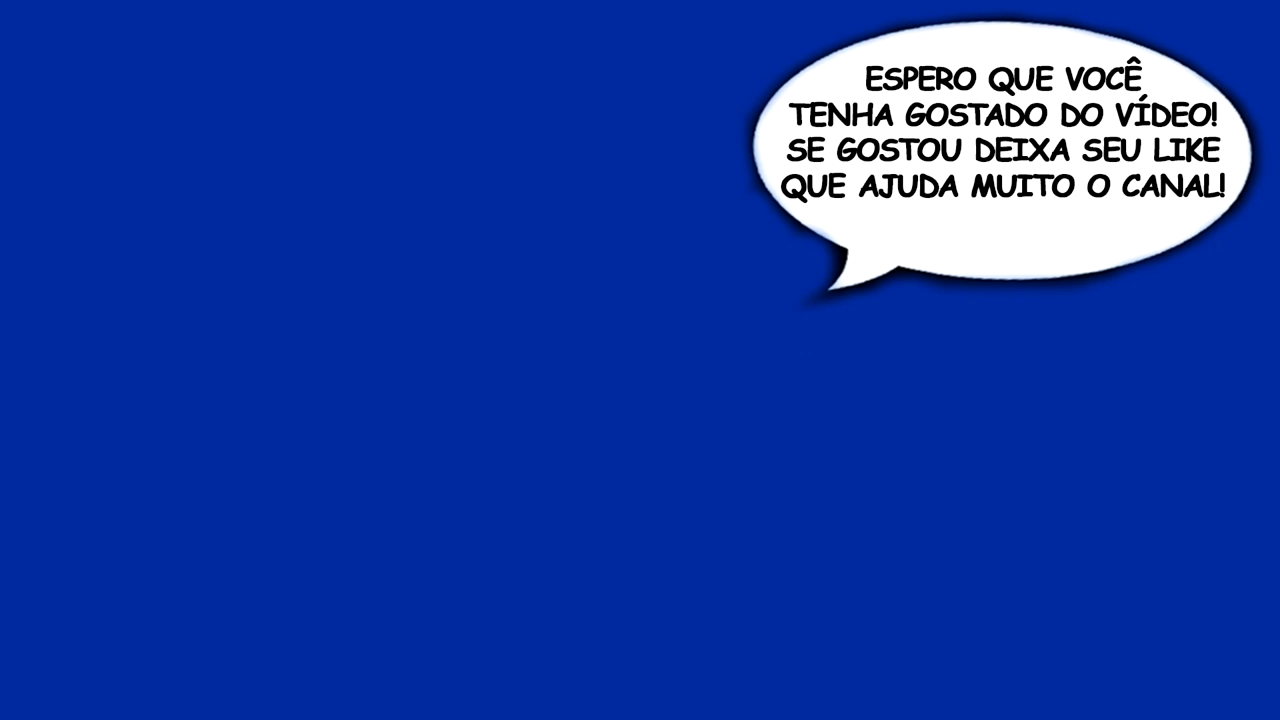 ESPERO QUE VOCÊ
TENHA GOSTADO DO VÍDEO!
SE GOSTOU DEIXA SEU LIKE
QUE AJUDA MUITO O CANAL!